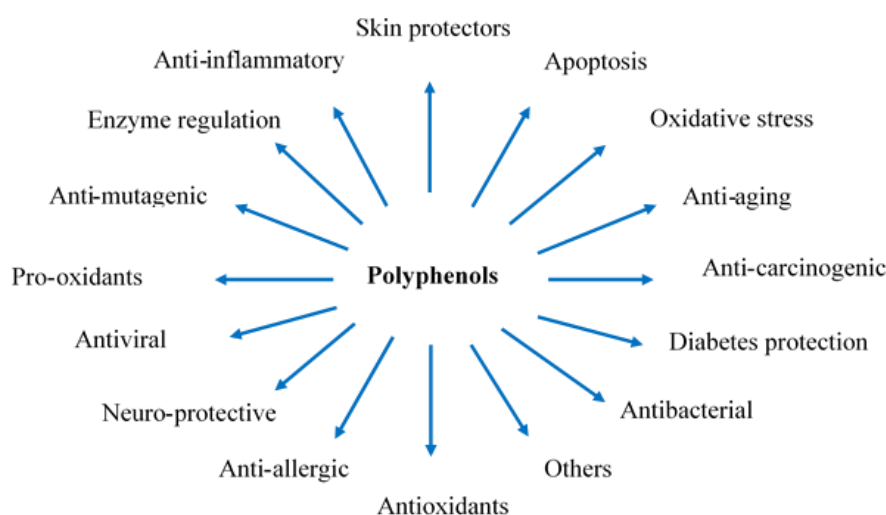 Skin protectors
Anti-inflammatory
Apoptosis
Enzyme regulation
Oxidative stress
Anti-mutagenic
Anti-aging
Polyphenols
Pro-oxidants
Anti-carcinogenic
Antiviral
Diabetes protection
Neuro-protective
Antibacterial
Anti-allergic
Others
Antioxidants